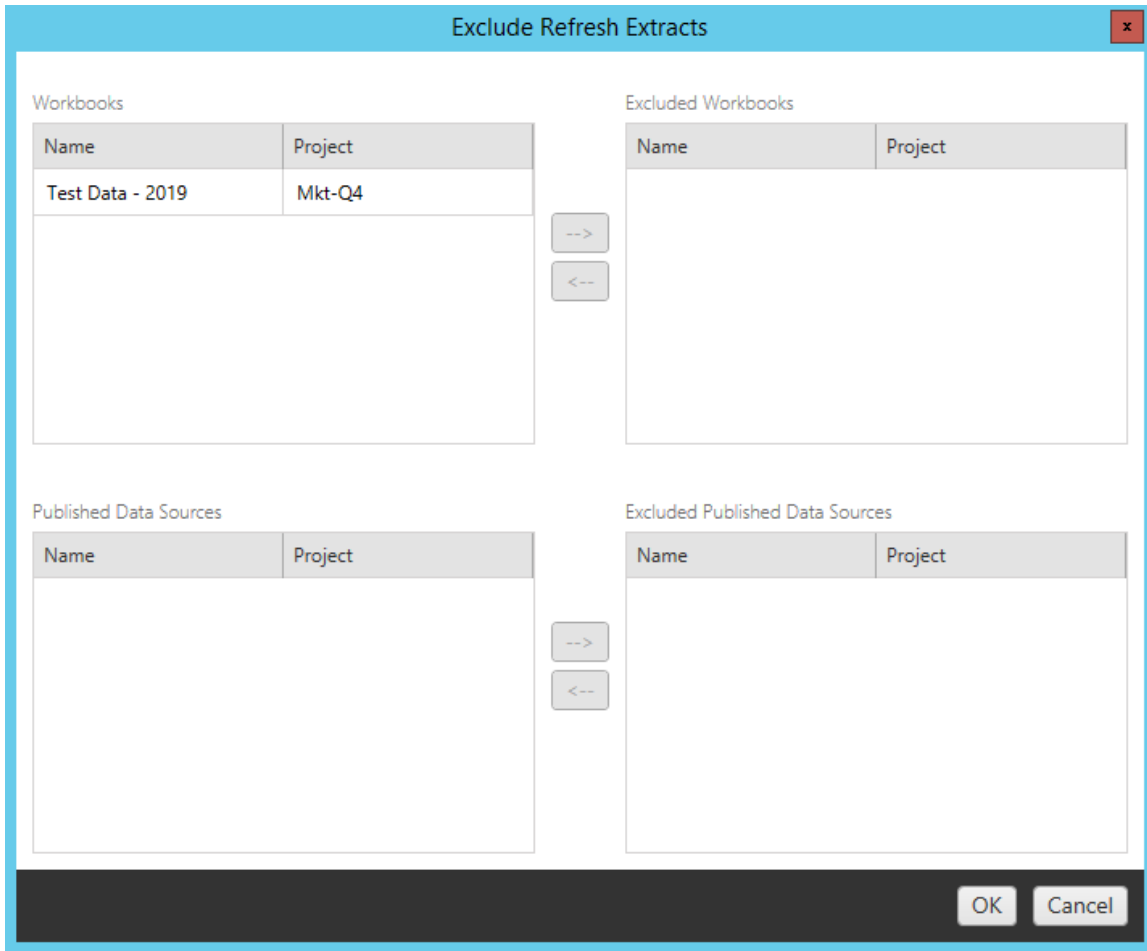 Exclude Refresh Extracts
x
Workbooks
Excluded Workbooks
Name Project
Name Project
Test Data - 2019 Mkt-Q4
-->
<--
Published Data Sources
Excluded Published Data Sources
Name Project
Name Project
-->
<--
OK Cancel